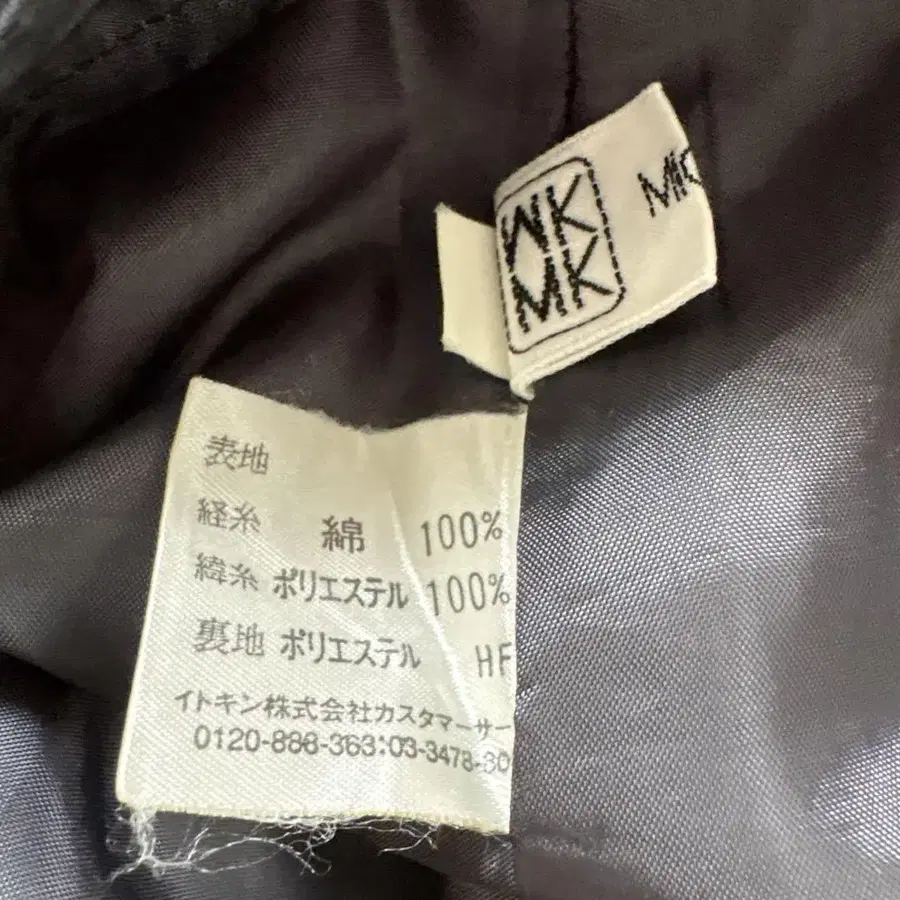 MK
MK
表地
経糸 綿 100%
緯糸 ポリエステル 100%
裏地 ポリエステル
イトキン株式会社カスタマーサー
0120-888-363:03-3478-80